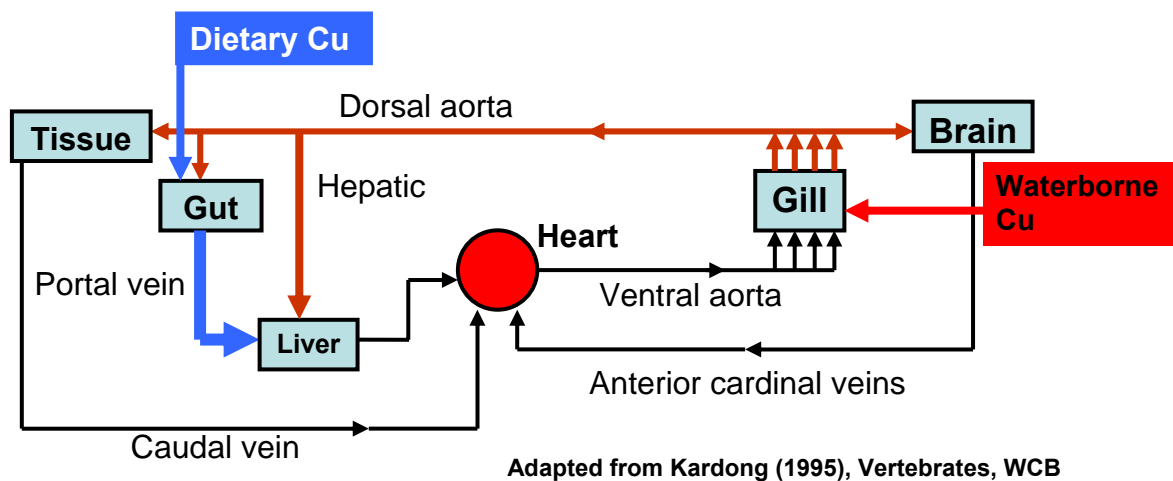 Dietary Cu
Dorsal aorta
Tissue
Brain
Hepatic
Gut
Gill
Waterborne
Cu
Heart
Portal vein
Ventral aorta
Liver
Anterior cardinal veins
Caudal vein
Adapted from Kardong (1995), Vertebrates, WCB